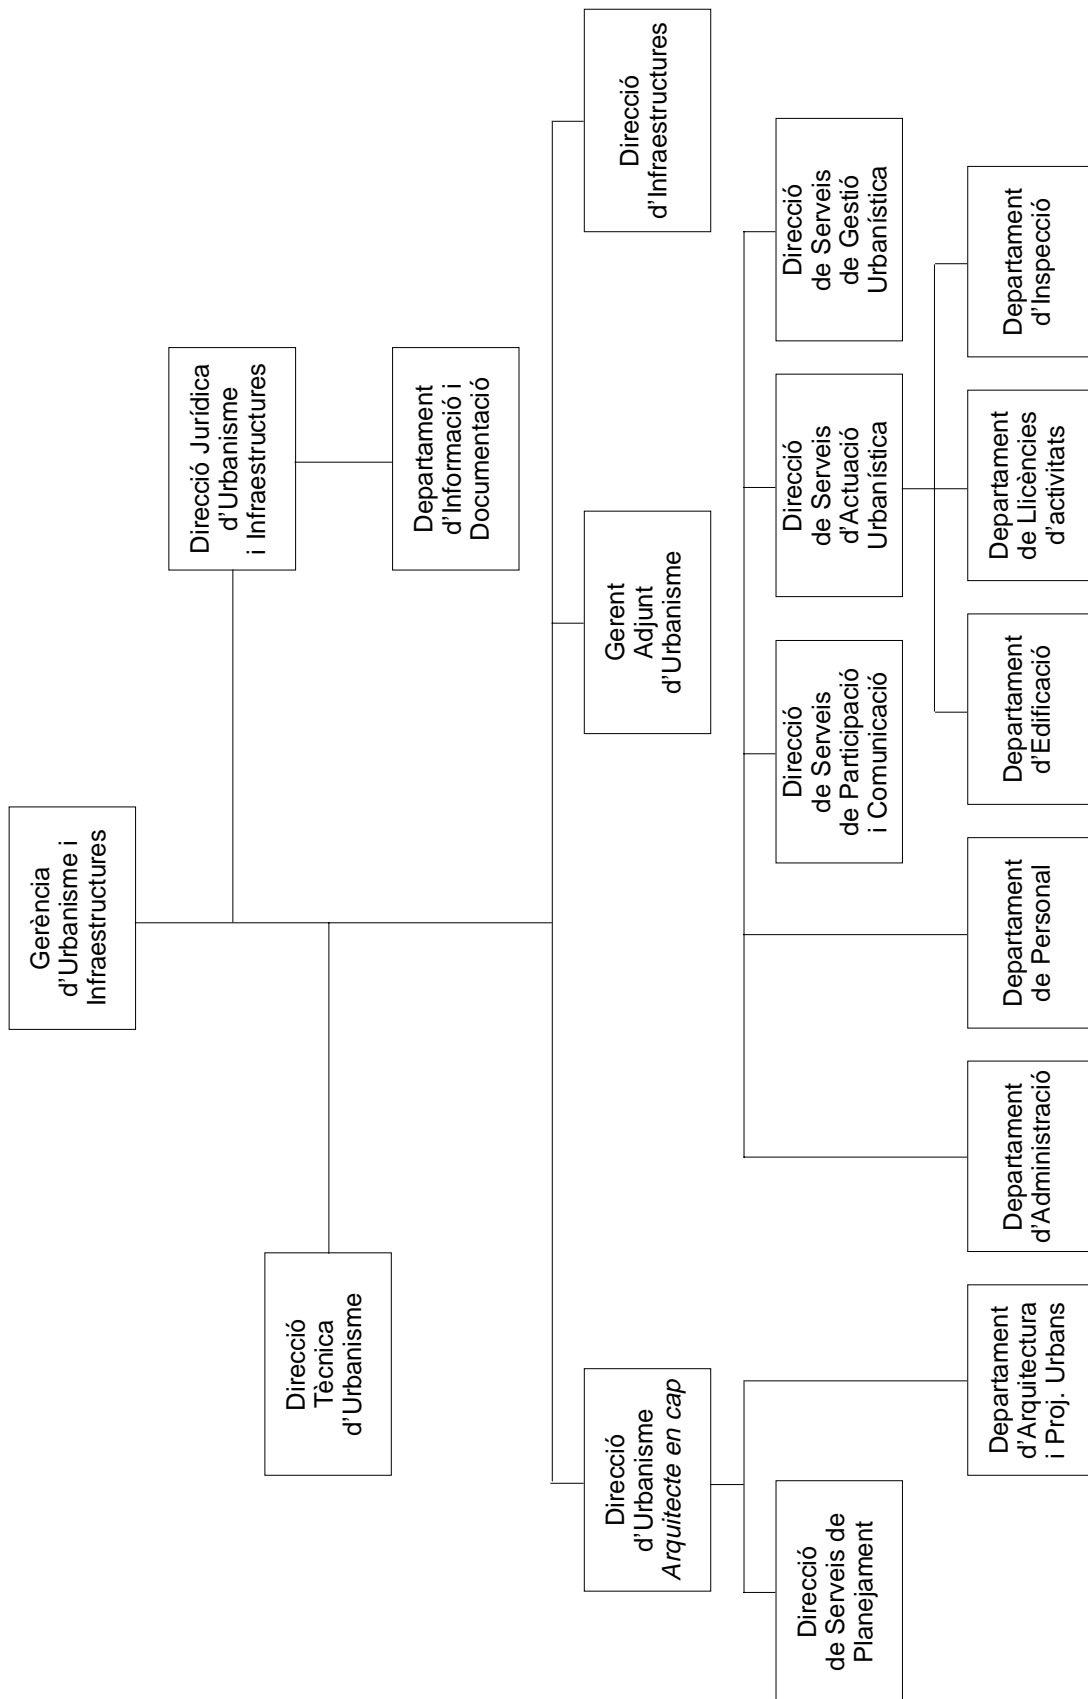 Gerència
d'Urbanisme i
Infraestructures
Direcció Jurídica
d'Urbanisme
i Infraestructures
Direcció
Tècnica
d'Urbanisme
Departament
d'Informació i
Documentació
Direcció
d'Urbanisme
Arquitecte en cap
Gerent
Adjunt
d'Urbanisme
Direcció
d'Infraestructures
Direcció
de Serveis de
Planejament
Direcció
de Serveis
de Participació
i Comunicació
Direcció
de Serveis
d'Actuació
Urbanística
Direcció
de Serveis
de Gestió
Urbanística
Departament
d'Arquitectura
i Proj. Urbans
Departament
d'Administració
Departament
de Personal
Departament
d'Edificació
Departament
de Llicències
d'activitats
Departament
d'Inspecció